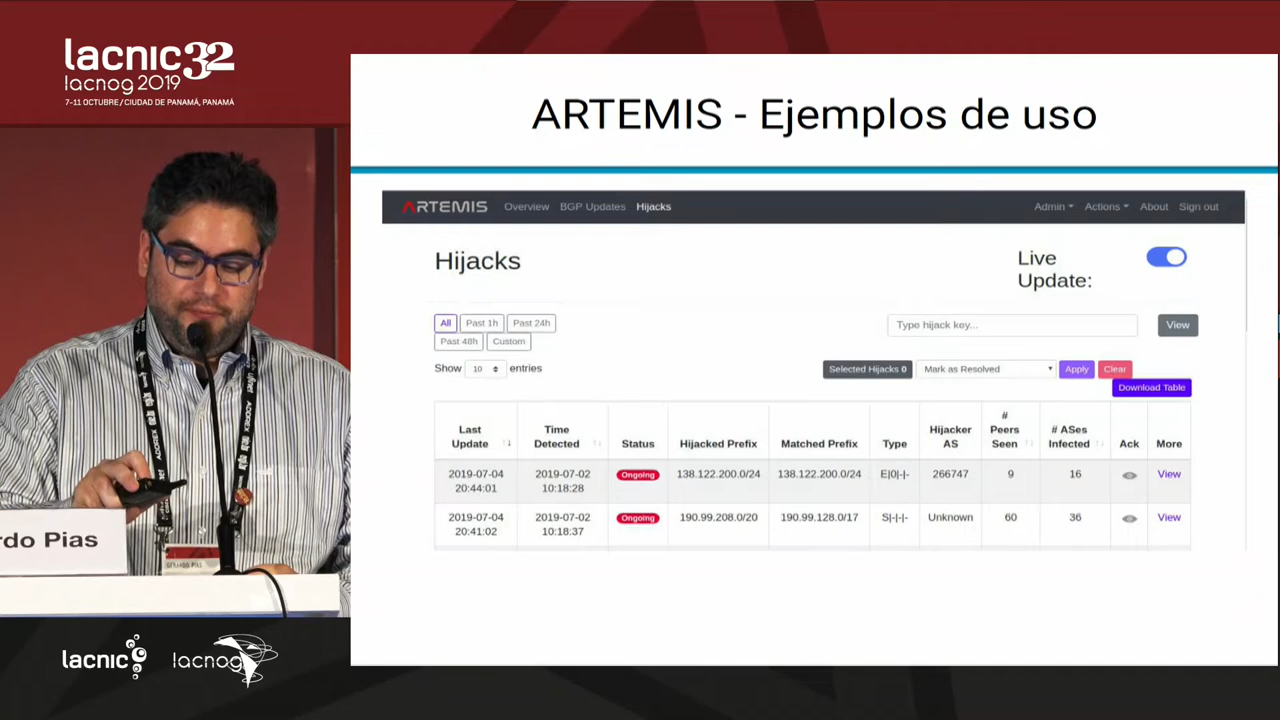 lacnic32
lacnog 2019
7-11 OCTUBRE / CIUDAD DE PANAMÁ, PANAMÁ
ARTEMIS - Ejemplos de uso
ARTEMIS Overview BGP Updates Hijacks Admin Actions About Sign out
Hijacks
Live
Update:
All Past 1h Past 24h
Past 48h Custom
Type hijack key... View
Show 10 entries
Selected Hijacks 0 Mark as Resolved Apply Clear
Download Table
Last Update Time Detected Status Hijacked Prefix Matched Prefix Type Hijacker AS # Peers Seen # ASes Infected Ack More
2019-07-04 20:44:01 2019-07-02 10:18:28 Ongoing 138.122.200.0/24 138.122.200.0/24 E|0|-|- 266747 9 16 View
2019-07-04 20:41:02 2019-07-02 10:18:37 Ongoing 190.99.208.0/20 190.99.128.0/17 S|-|-|- Unknown 60 36 View
rdo Pias
GERARDO PIAS
lacnic
lacnog